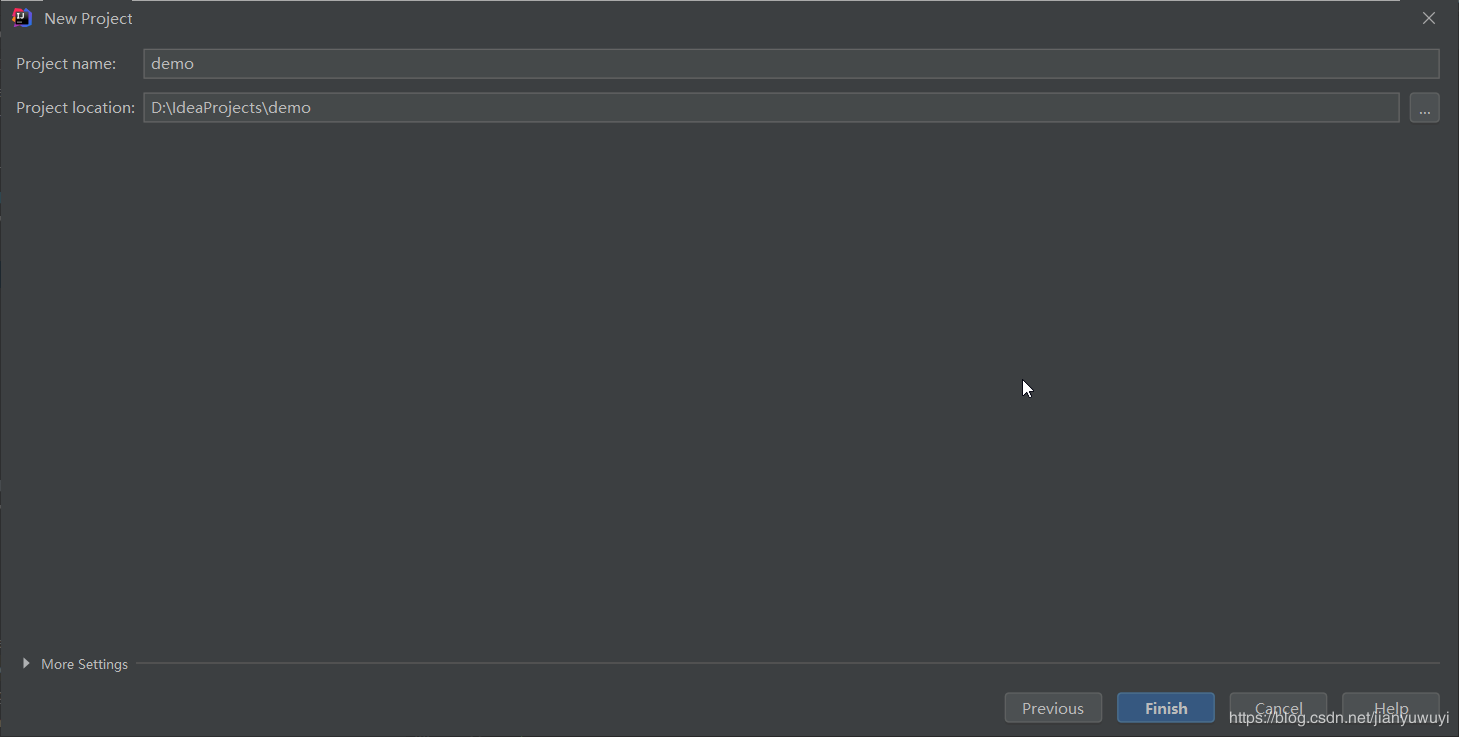 New Project
Project name: demo
Project location: D:\IdeaProjects\demo ...
More Settings
Previous Finish Cancel Help
https://blog.csdn.net/jianyuwuyi